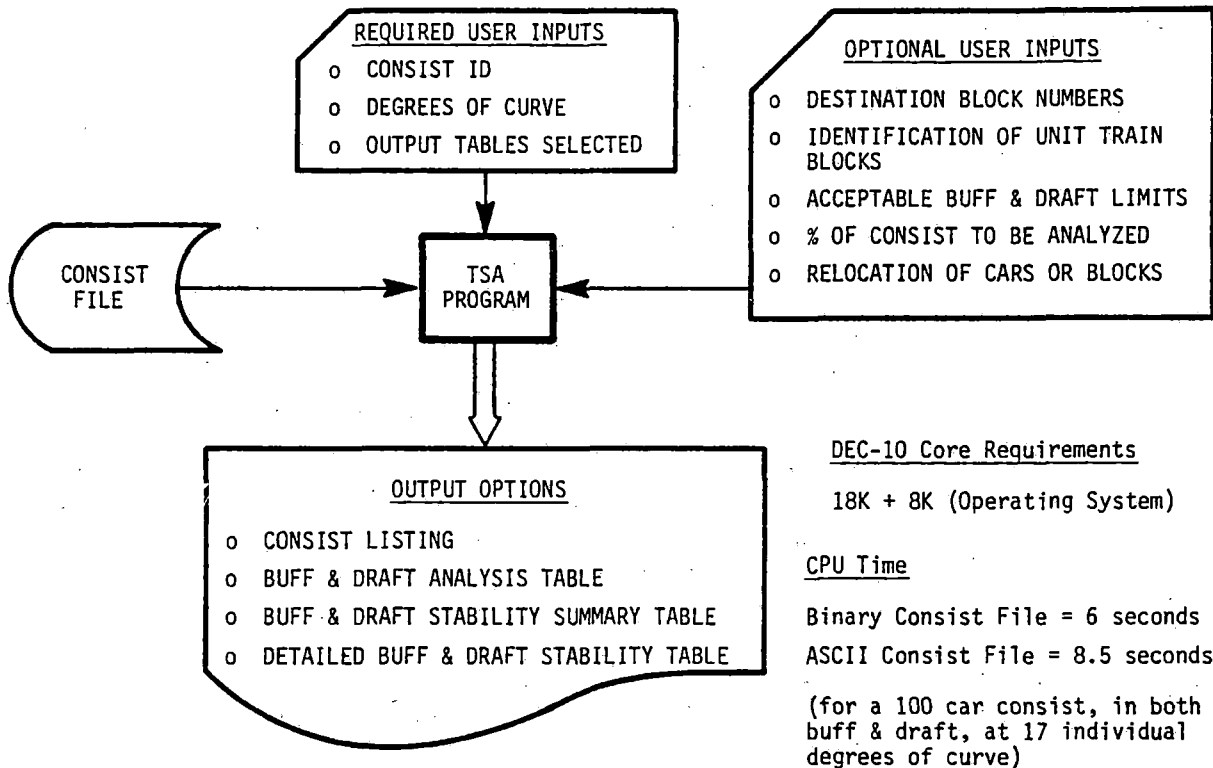 REQUIRED USER INPUTS
o CONSIST ID
o DEGREES OF CURVE
o OUTPUT TABLES SELECTED
OPTIONAL USER INPUTS
o DESTINATION BLOCK NUMBERS
o IDENTIFICATION OF UNIT TRAIN
BLOCKS
o ACCEPTABLE BUFF & DRAFT LIMITS
o % OF CONSIST TO BE ANALYZED
o RELOCATION OF CARS OR BLOCKS
CONSIST
FILE
TSA
PROGRAM
OUTPUT OPTIONS
o CONSIST LISTING
o BUFF & DRAFT ANALYSIS TABLE
o BUFF & DRAFT STABILITY SUMMARY TABLE
o DETAILED BUFF & DRAFT STABILITY TABLE
DEC-10 Core Requirements
18K + 8K (Operating System)
CPU Time
Binary Consist File = 6 seconds
ASCII Consist File = 8.5 seconds
(for a 100 car consist, in both
buff & draft, at 17 individual
degrees of curve)